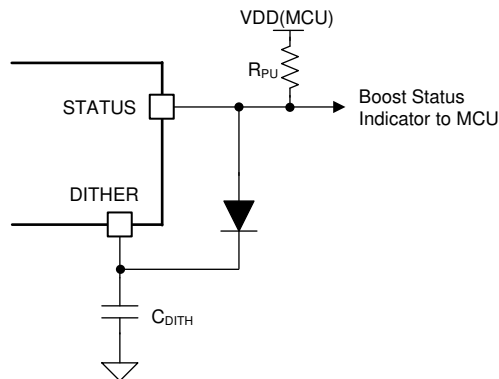 VDD(MCU)
RPU
STATUS
Boost Status
Indicator to MCU
DITHER
CDITH